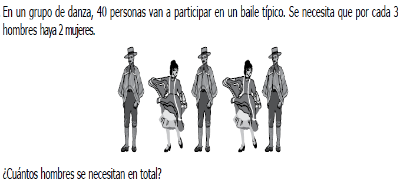 En un grupo de danza, 40 personas van a participar en un baile típico. Se necesita que por cada 3
hombres haya 2 mujeres.
¿Cuántos hombres se necesitan en total?